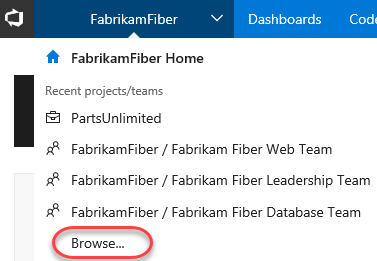 FabrikamFiber Dashboards Code
FabrikamFiber Home
Recent projects/teams
PartsUnlimited
FabrikamFiber / Fabrikam Fiber Web Team
FabrikamFiber / Fabrikam Fiber Leadership Team
FabrikamFiber / Fabrikam Fiber Database Team
Browse...